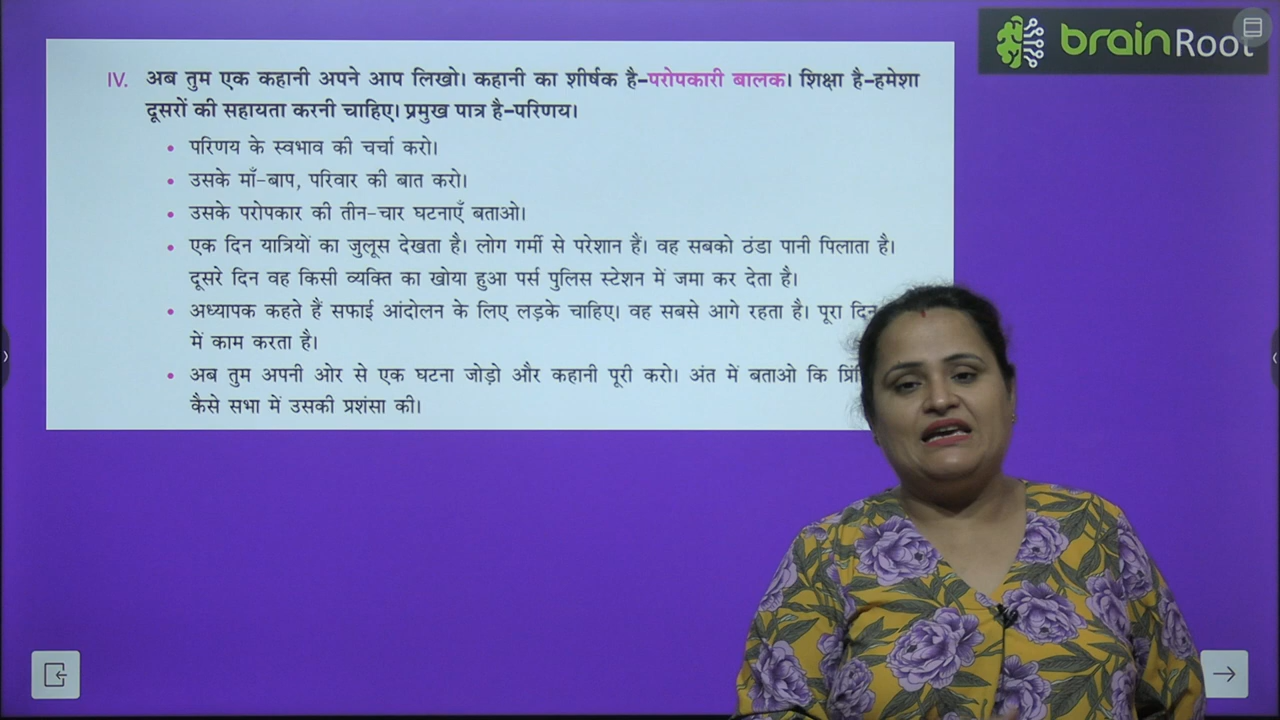 brainRoot
IV. अब तुम एक कहानी अपने आप लिखो। कहानी का शीर्षक है–परोपकारी बालक। शिक्षा है–हमेशा
दूसरों की सहायता करनी चाहिए। प्रमुख पात्र है–परिणय।
• परिणय के स्वभाव की चर्चा करो।
• उसके माँ-बाप, परिवार की बात करो।
• उसके परोपकार की तीन-चार घटनाएँ बताओ।
• एक दिन यात्रियों का जुलूस देखता है। लोग गर्मी से परेशान हैं। वह सबको ठंडा पानी पिलाता है।
दूसरे दिन वह किसी व्यक्ति का खोया हुआ पर्स पुलिस स्टेशन में जमा कर देता है।
• अध्यापक कहते हैं सफाई आंदोलन के लिए लड़के चाहिए। वह सबसे आगे रहता है। पूरा दिन
में काम करता है।
• अब तुम अपनी ओर से एक घटना जोड़ो और कहानी पूरी करो। अंत में बताओ कि
कैसे सभा में उसकी प्रशंसा की।